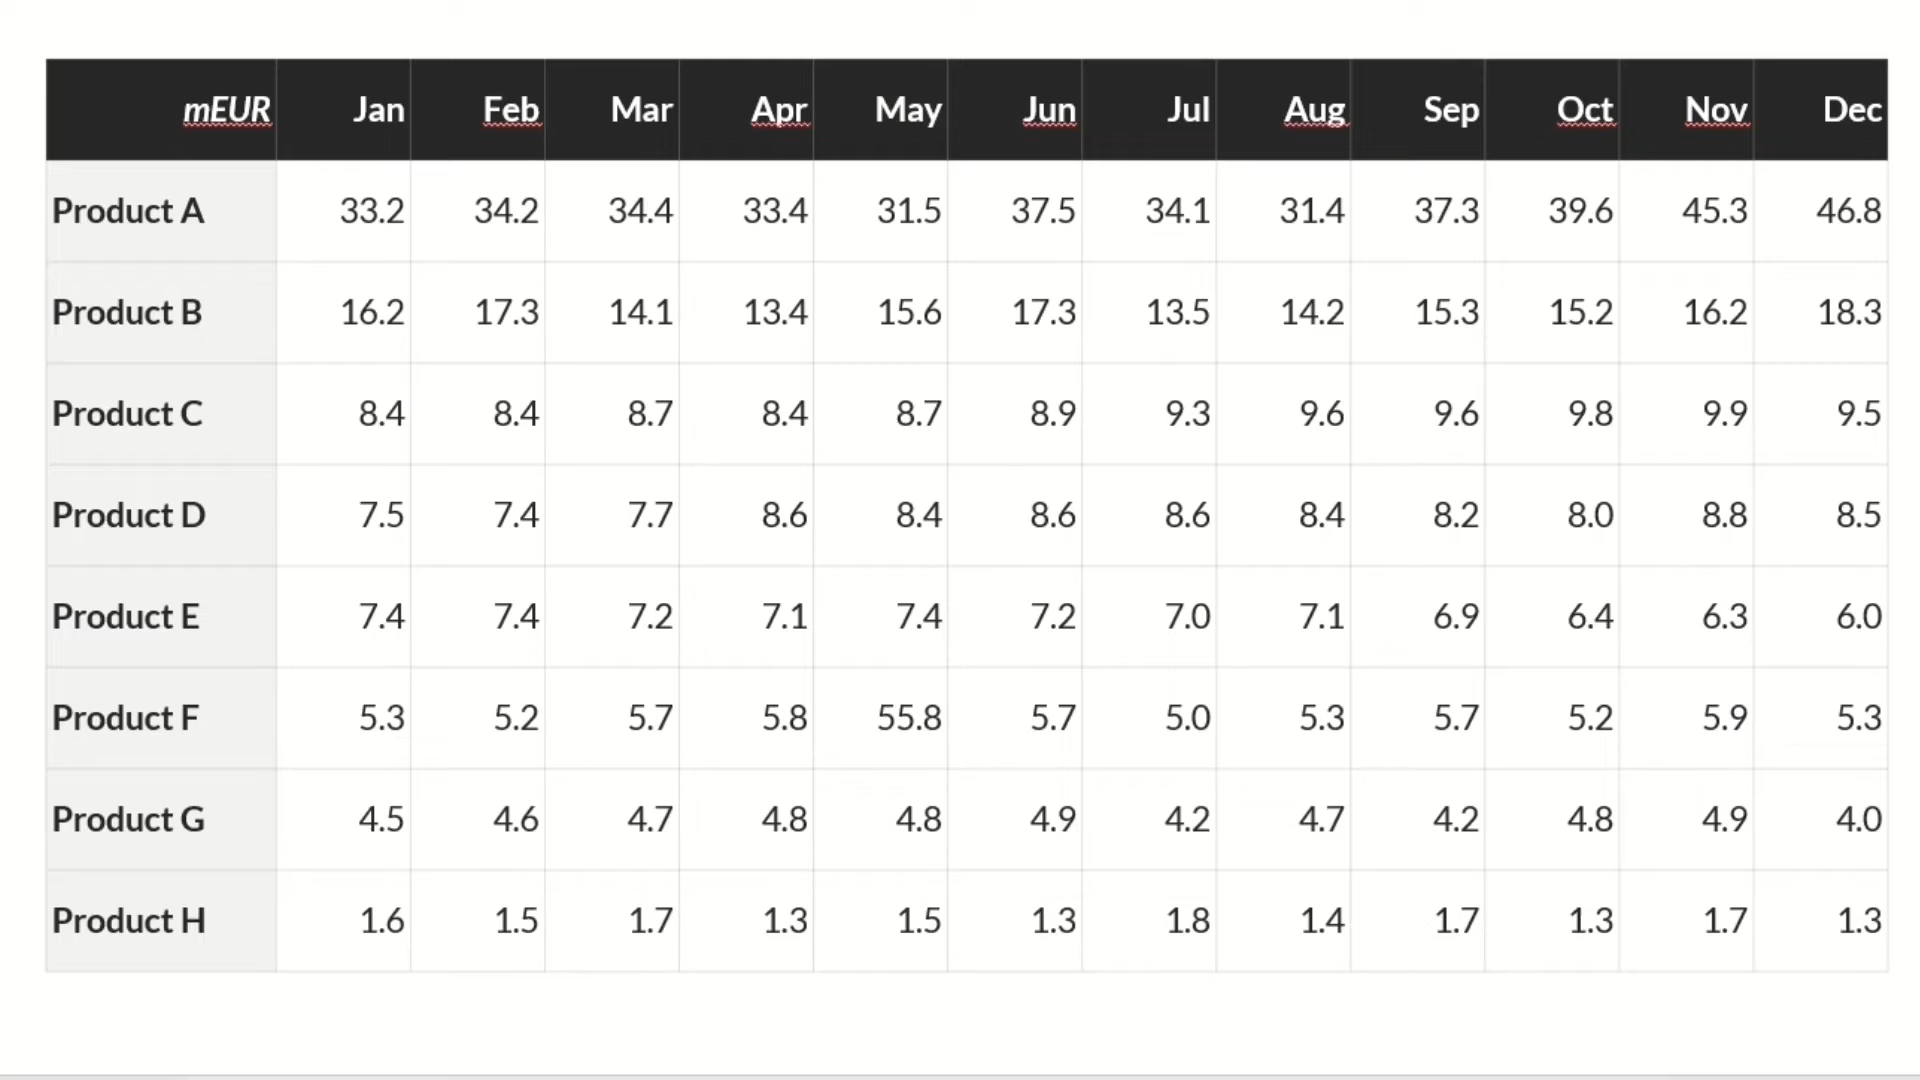 mEUR Jan Feb Mar Apr May Jun Jul Aug Sep Oct Nov Dec
Product A 33.2 34.2 34.4 33.4 31.5 37.5 34.1 31.4 37.3 39.6 45.3 46.8
Product B 16.2 17.3 14.1 13.4 15.6 17.3 13.5 14.2 15.3 15.2 16.2 18.3
Product C 8.4 8.4 8.7 8.4 8.7 8.9 9.3 9.6 9.6 9.8 9.9 9.5
Product D 7.5 7.4 7.7 8.6 8.4 8.6 8.6 8.4 8.2 8.0 8.8 8.5
Product E 7.4 7.4 7.2 7.1 7.4 7.2 7.0 7.1 6.9 6.4 6.3 6.0
Product F 5.3 5.2 5.7 5.8 55.8 5.7 5.0 5.3 5.7 5.2 5.9 5.3
Product G 4.5 4.6 4.7 4.8 4.8 4.9 4.2 4.7 4.2 4.8 4.9 4.0
Product H 1.6 1.5 1.7 1.3 1.5 1.3 1.8 1.4 1.7 1.3 1.7 1.3